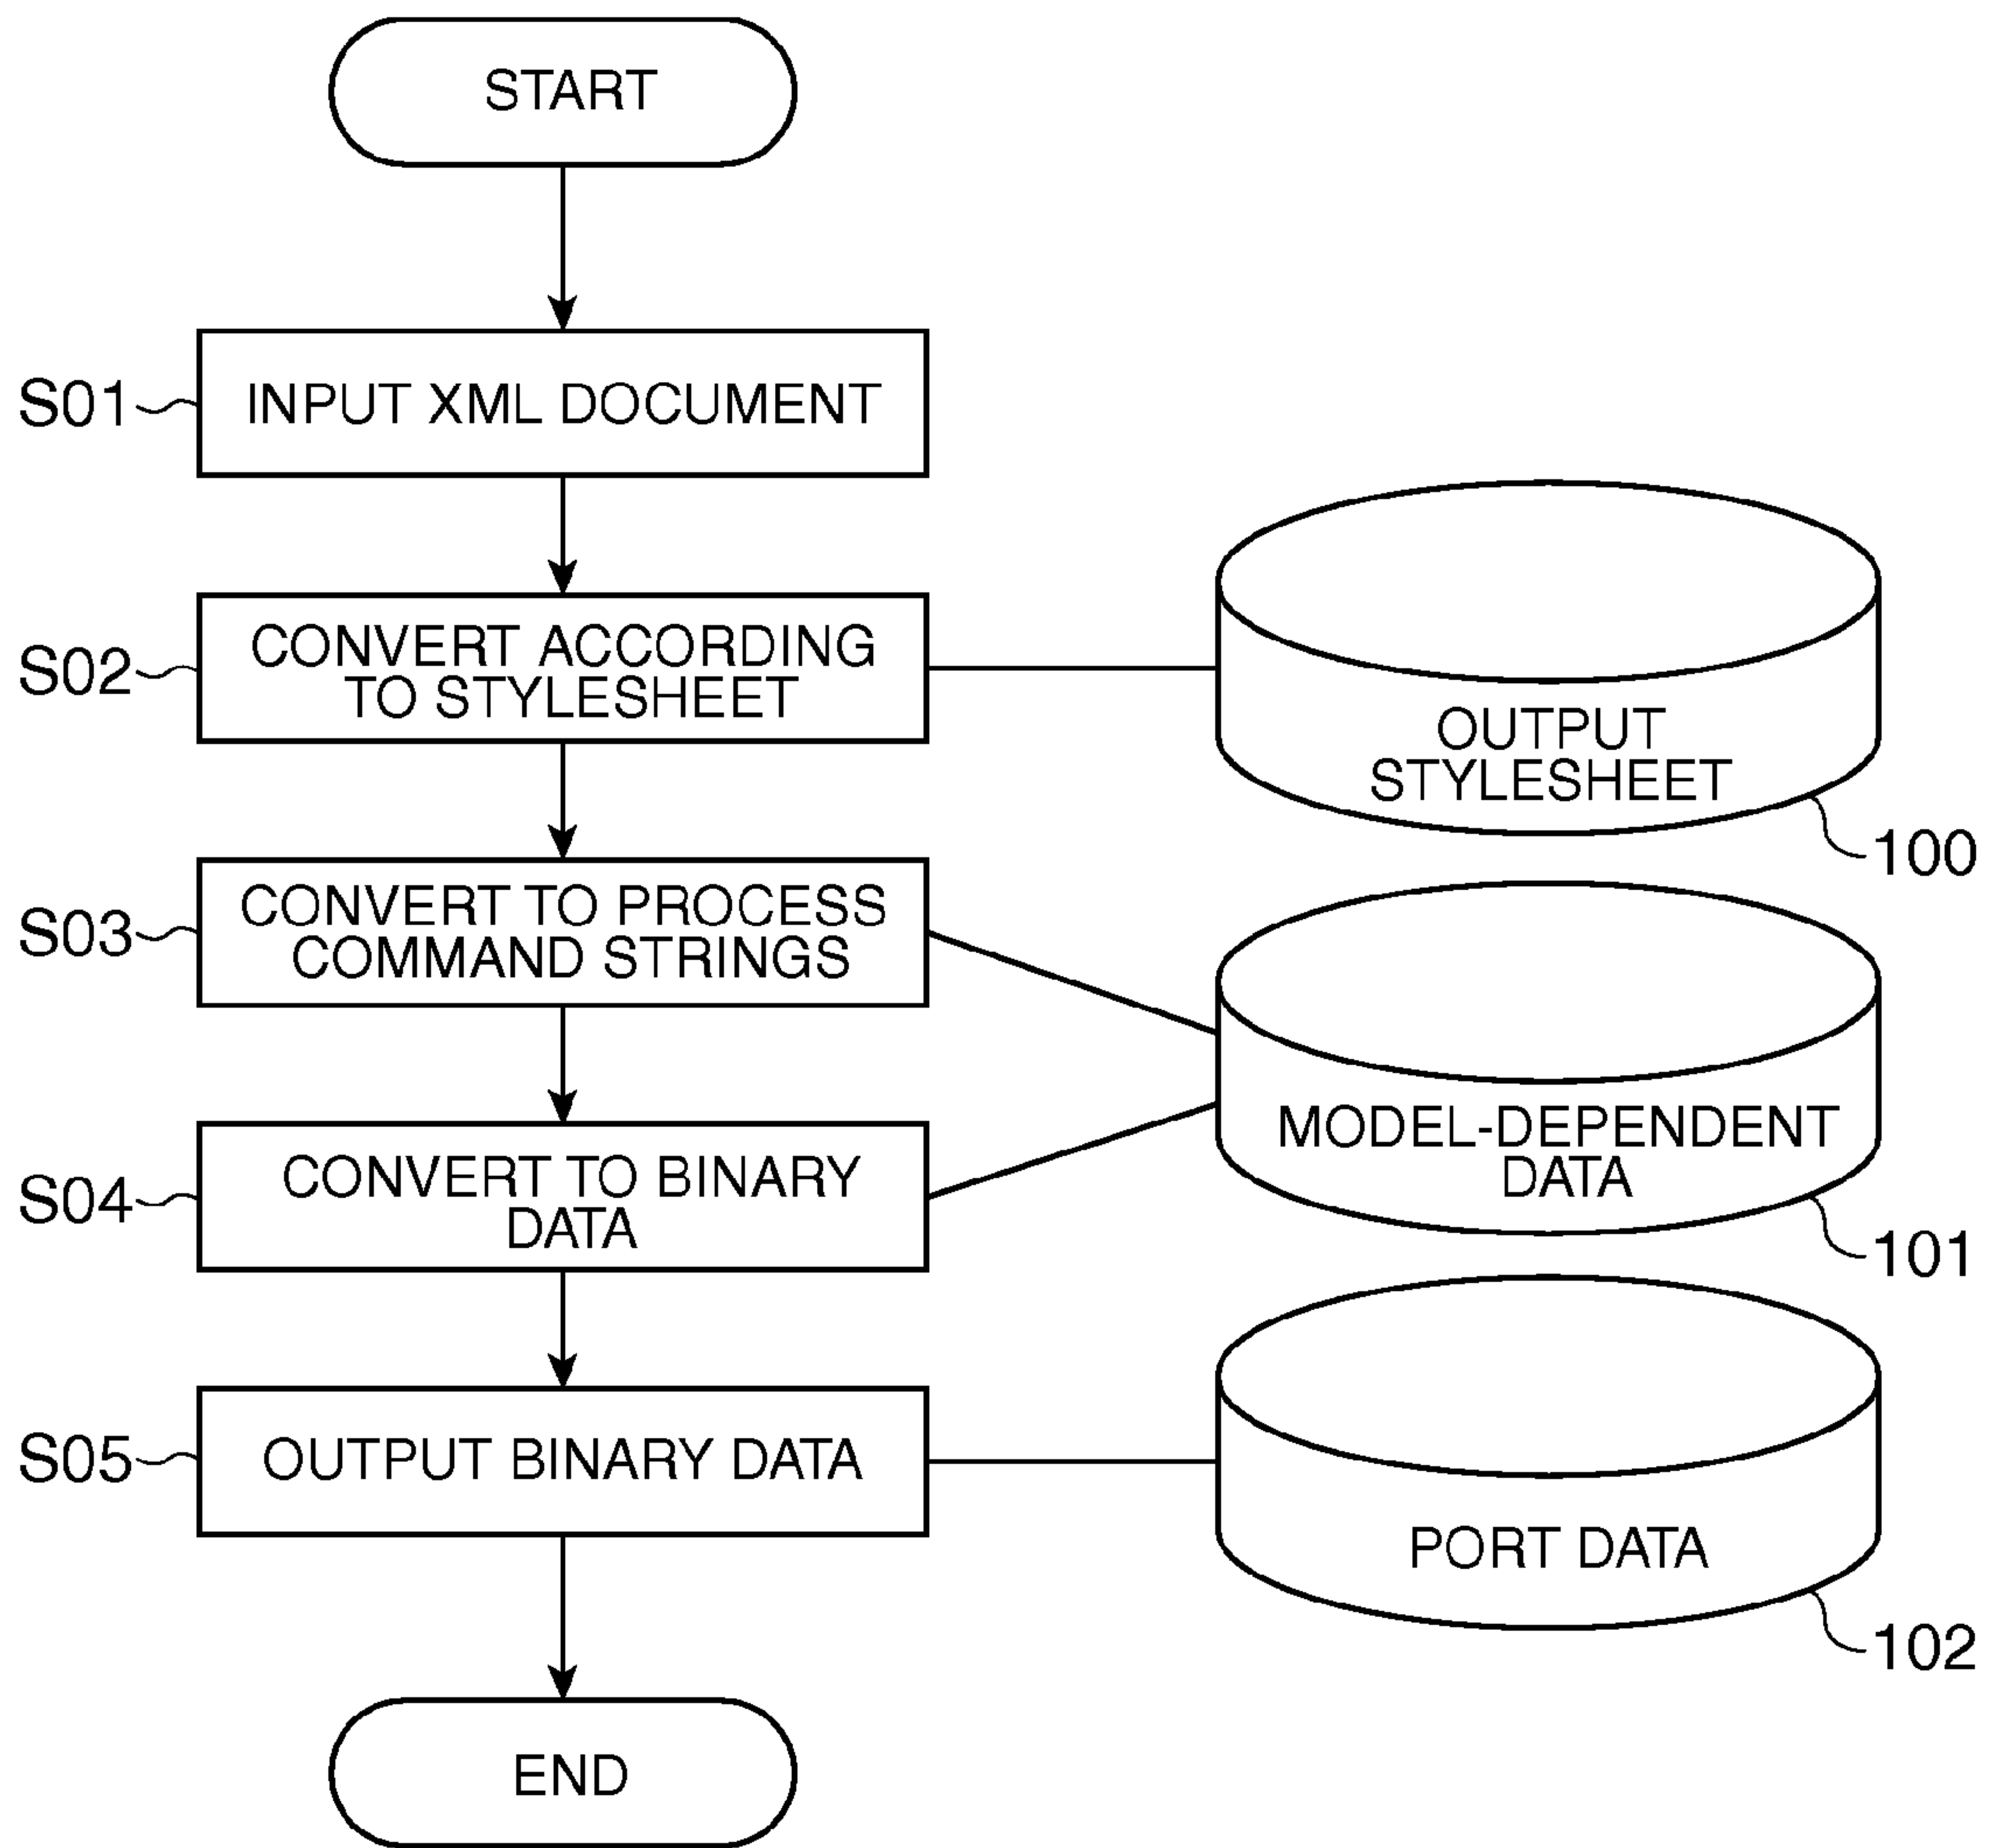 START
S01
INPUT XML DOCUMENT
S02
CONVERT ACCORDING
TO STYLESHEET
OUTPUT
STYLESHEET
100
S03
CONVERT TO PROCESS
COMMAND STRINGS
MODEL-DEPENDENT
DATA
101
S04
CONVERT TO BINARY
DATA
S05
OUTPUT BINARY DATA
PORT DATA
102
END